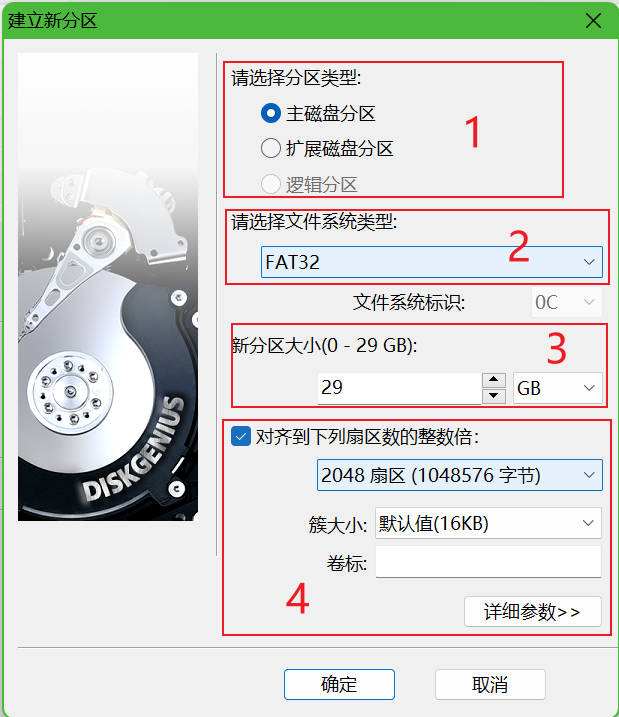 建立新分区
请选择分区类型:
主磁盘分区
扩展磁盘分区
逻辑分区
1
请选择文件系统类型:
2
FAT32
文件系统标识: 0C
新分区大小(0 - 29 GB):
3
29 GB
对齐到下列扇区数的整数倍:
2048 扇区 (1048576 字节)
簇大小: 默认值(16KB)
卷标:
4
详细参数>>
确定 取消
DISKGENIUS